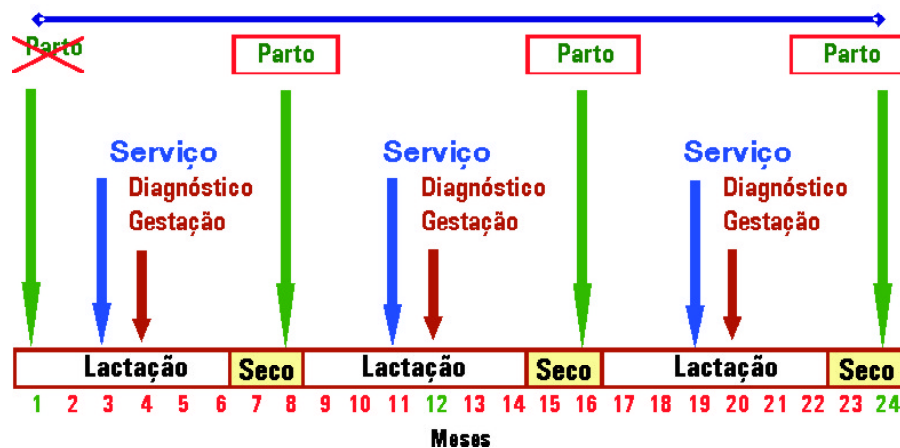 Parto
Parto
Parto
Parto
Serviço
Diagnóstico
Gestação
Serviço
Diagnóstico
Gestação
Serviço
Diagnóstico
Gestação
Lactação Seco Lactação Seco Lactação Seco
1 2 3 4 5 6 7 8 9 10 11 12 13 14 15 16 17 18 19 20 21 22 23 24
Meses